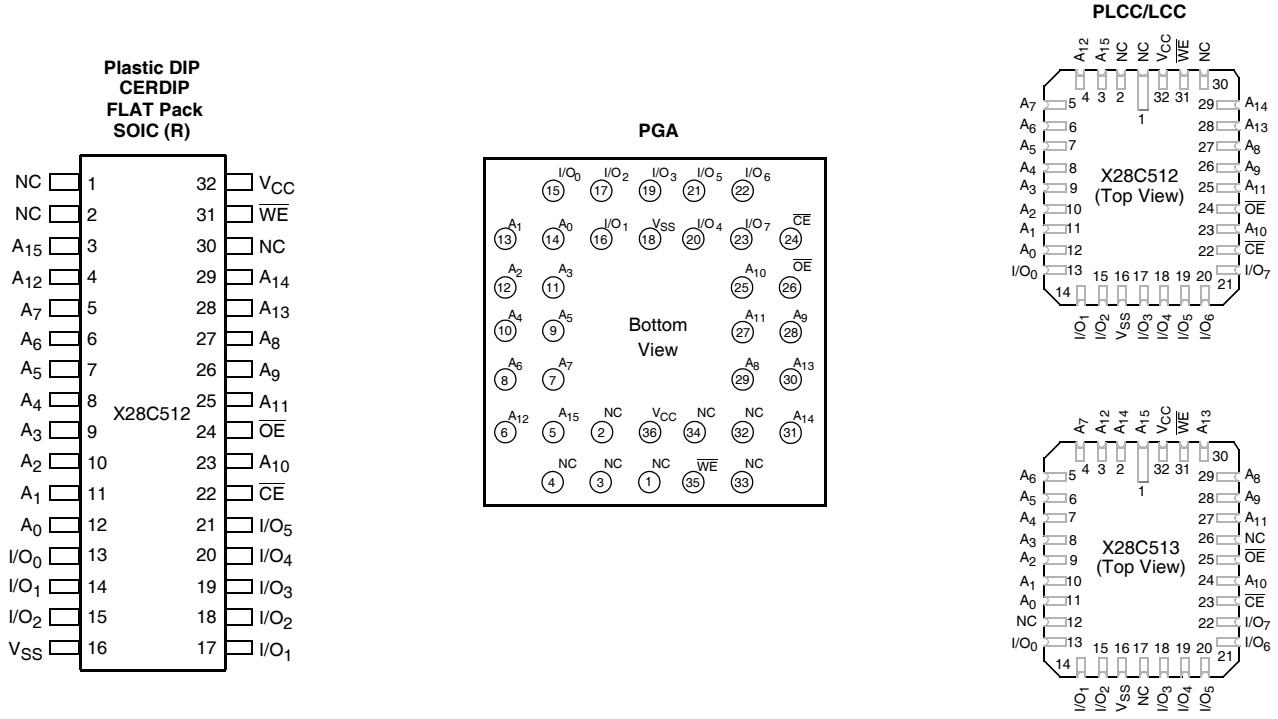 Plastic DIP
CERDIP
FLAT Pack
SOIC (R)
NC 1 32 VCC
NC 2 31 WE
A15 3 30 NC
A12 4 29 A14
A7 5 28 A13
A6 6 27 A8
A5 7 26 A9
A4 8 25 A11
X28C512
A3 9 24 OE
A2 10 23 A10
A1 11 22 CE
A0 12 21 I/O5
I/O0 13 20 I/O4
I/O1 14 19 I/O3
I/O2 15 18 I/O2
VSS 16 17 I/O1
PGA
I/O0 I/O2 I/O3 I/O5 I/O6
15 17 19 21 22
A1 A0 I/O1 VSS I/O4 I/O7 CE
13 14 16 18 20 23 24
A2 A3 A10 OE
12 11 25 26
A4 A5 A11 A9
10 9 27 28
Bottom
View
A6 A7 A8 A13
8 7 29 30
A12 A15 NC VCC NC NC A14
6 5 2 36 34 32 31
NC NC NC WE NC
4 3 1 35 33
PLCC/LCC
A12 A15 NC NC VCC WE NC
4 3 2 1 32 31 30
A7 5 29 A14
A6 6 28 A13
A5 7 27 A8
A4 8 26 A9
X28C512
(Top View)
A3 9 25 A11
A2 10 24 OE
A1 11 23 A10
A0 12 22 CE
I/O0 13 21 I/O7
14 15 16 17 18 19 20
I/O1 I/O2 VSS I/O3 I/O4 I/O5 I/O6
A7 A12 A14 A15 VCC WE A13
4 3 2 1 32 31 30
A6 5 29 A8
A5 6 28 A9
A4 7 27 A11
A3 8 26 NC
X28C513
(Top View)
A2 9 25 OE
A1 10 24 A10
A0 11 23 CE
NC 12 22 I/O7
I/O0 13 21 I/O6
14 15 16 17 18 19 20
I/O1 I/O2 VSS NC I/O3 I/O4 I/O5